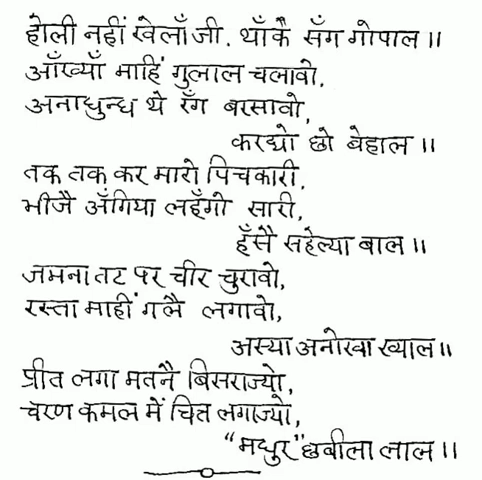 होली नहीं खेलाँ जी. थाँकै सँग गोपाल॥
आँख्याँ माहिं गुलाल चलावो,
अनाधुन्ध थे रँग बरसावो,
करद्यो छो बेहाल॥
तक तक कर मारो पिचकारी,
भीजै अँगिया लहँगो सारी,
हँसै सहेल्या बाल॥
जमना तट पर चीर चुरावो,
रस्ता माहीं गलै लगावो,
अस्या अनोखा ख्याल॥
प्रीत लगा मतनै बिसराज्यो,
चरण कमल में चित लगाज्यो,
"मधुर" छबीला लाल॥